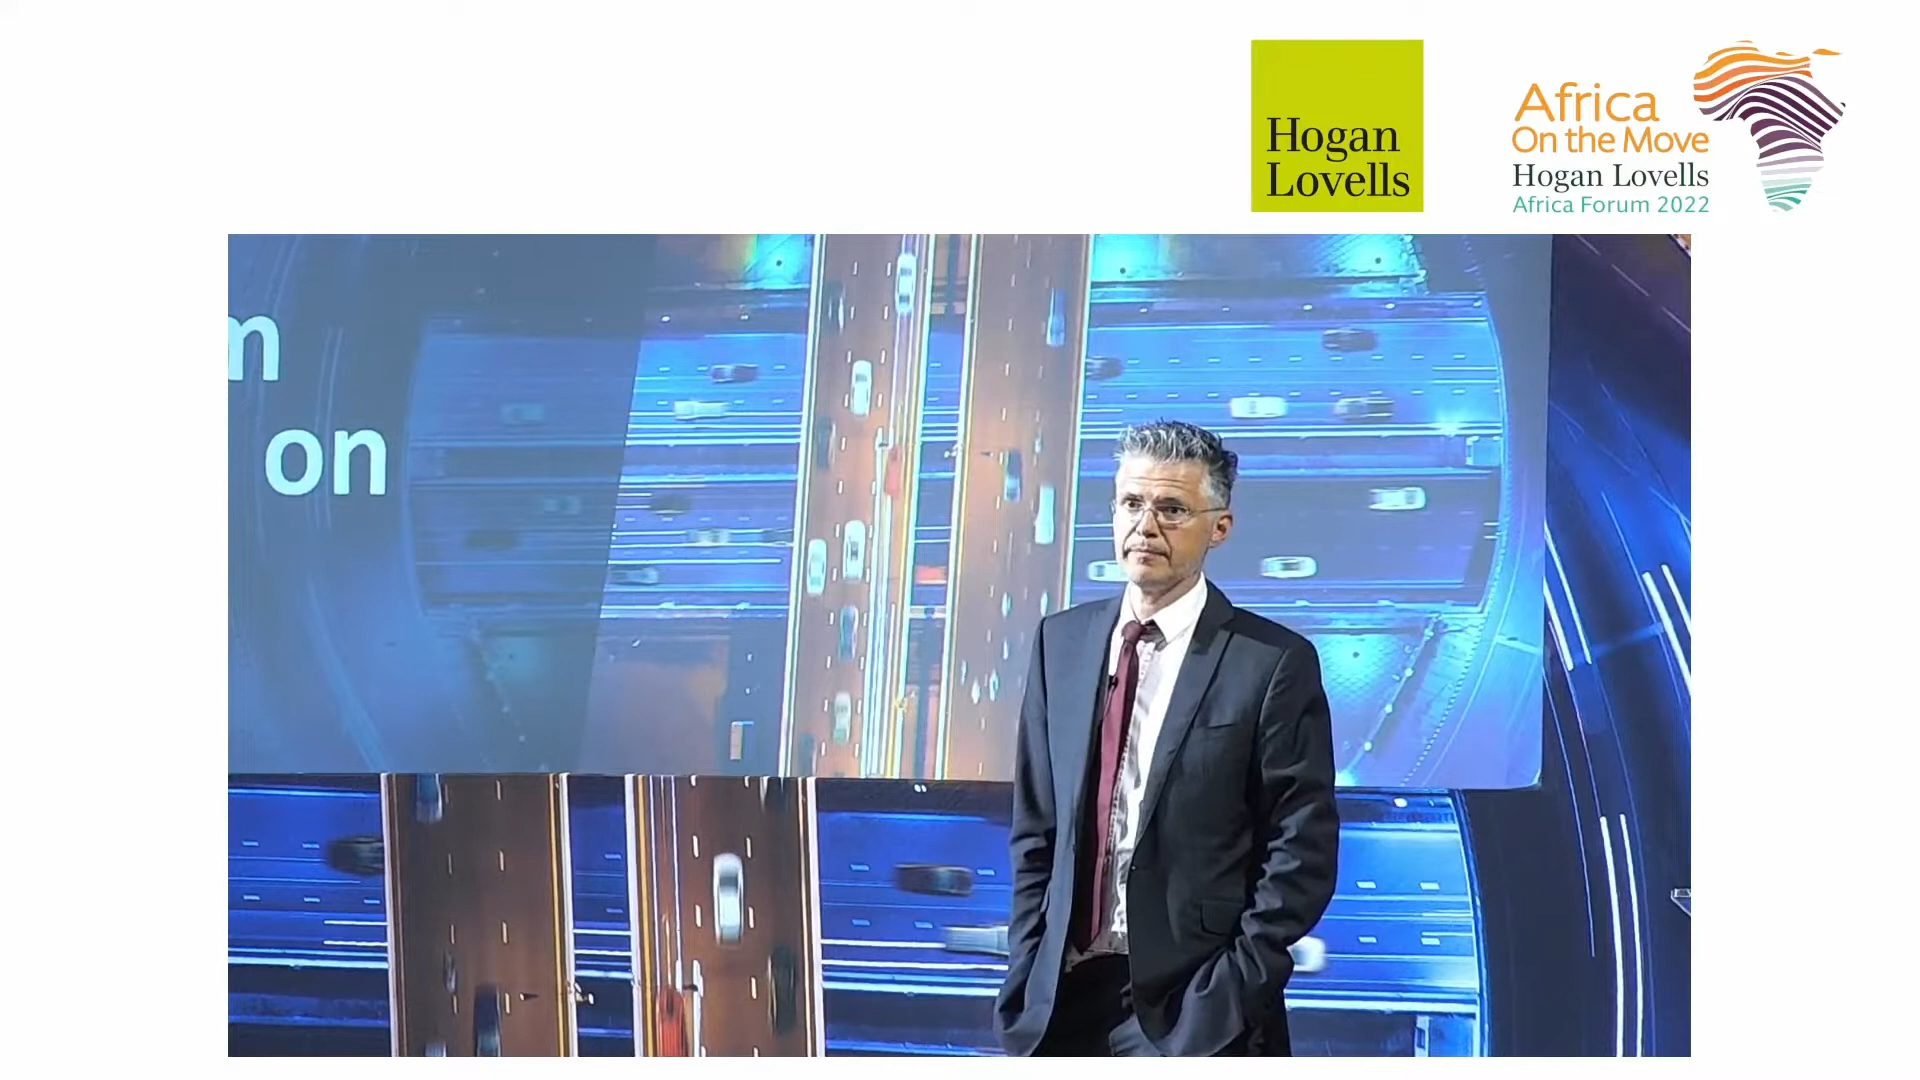 Hogan
Lovells
Africa
On the Move
Hogan Lovells
Africa Forum 2022
m
on